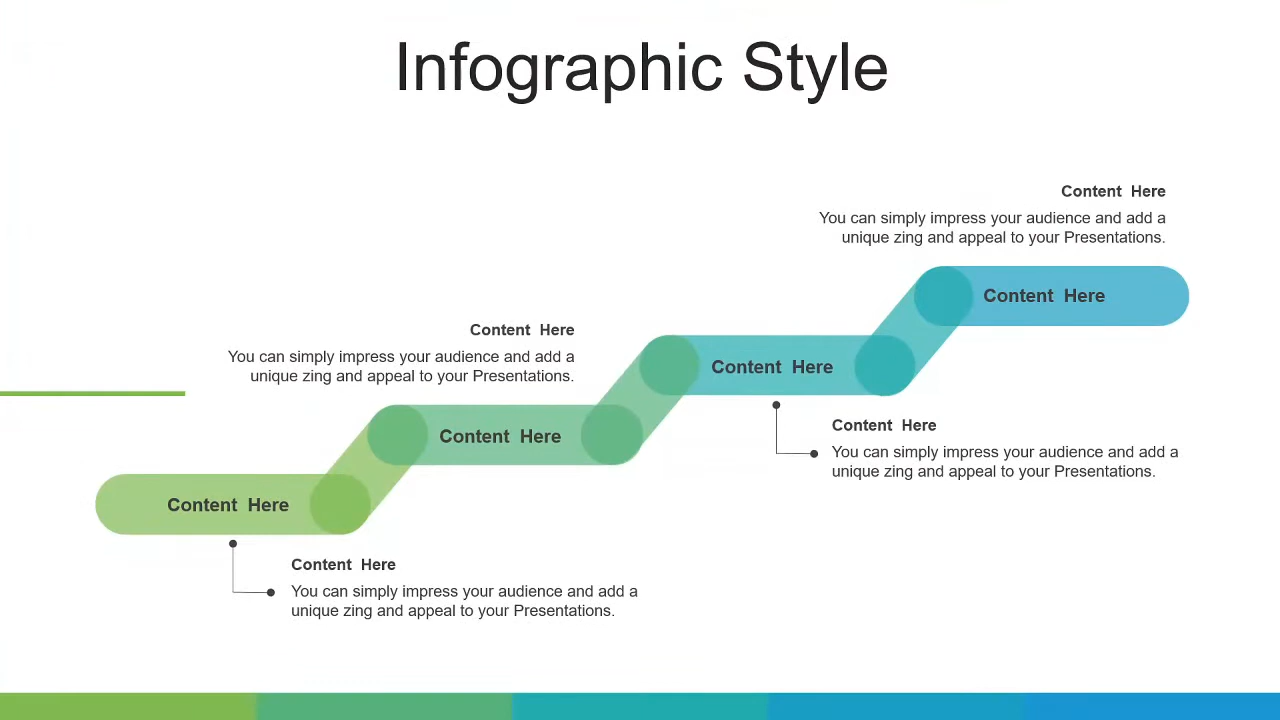 Infographic Style
Content Here
You can simply impress your audience and add a
unique zing and appeal to your Presentations.
Content Here
Content Here
You can simply impress your audience and add a
unique zing and appeal to your Presentations.
Content Here
Content Here
Content Here
You can simply impress your audience and add a
unique zing and appeal to your Presentations.
Content Here
Content Here
You can simply impress your audience and add a
unique zing and appeal to your Presentations.